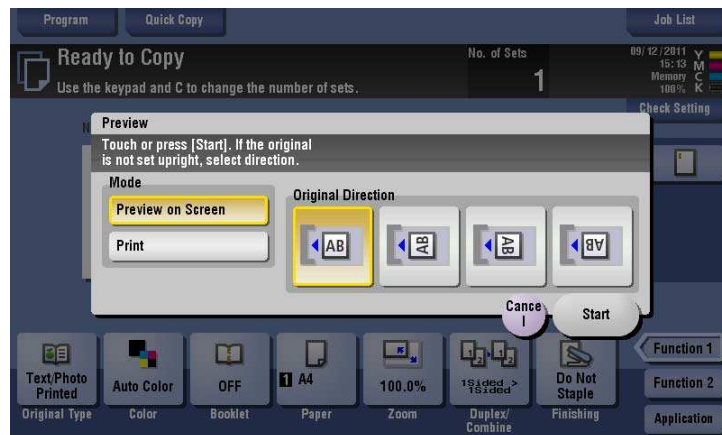 Program
Quick Copy
Job List
Ready to Copy
No. of Sets
09/12/2011
15:13
Memory
100%
Y
M
C
K
Use the keypad and C to change the number of sets.
1
Check Setting
N
Preview
Touch or press [Start]. If the original
is not set upright, select direction.
Mode
Original Direction
Preview on Screen
Print
AB
AB
AB
AB
Cance
l
Start
Text/Photo
Printed
Auto Color
OFF
1 A4
100.0%
1Sided >
1Sided
Do Not
Staple
Original Type
Color
Booklet
Paper
Zoom
Duplex/
Combine
Finishing
Function 1
Function 2
Application